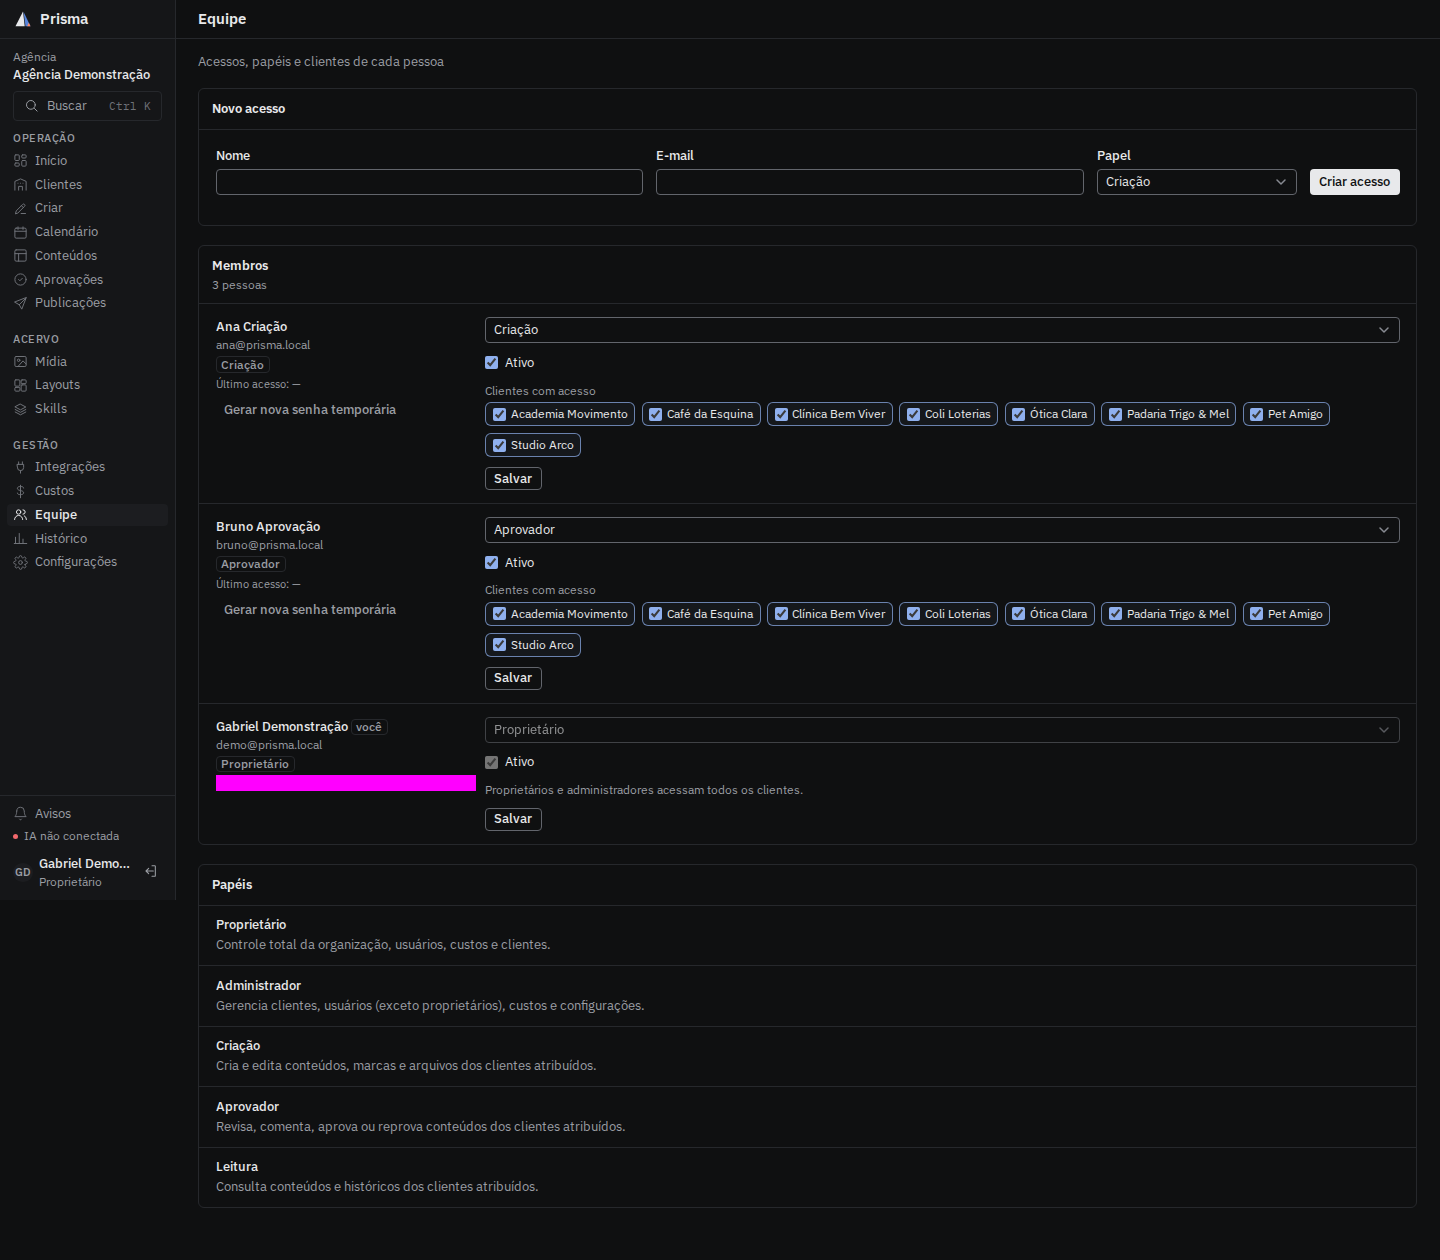 Prisma
Agência
Agência Demonstração
Buscar Ctrl K
OPERAÇÃO
Início
Clientes
Criar
Calendário
Conteúdos
Aprovações
Publicações
ACERVO
Mídia
Layouts
Skills
GESTÃO
Integrações
Custos
Equipe
Histórico
Configurações
Avisos
IA não conectada
GD Gabriel Demo...
Proprietário
Equipe
Acessos, papéis e clientes de cada pessoa
Novo acesso
Nome E-mail Papel
Criação Criar acesso
Membros
3 pessoas
Ana Criação
ana@prisma.local
Criação
Último acesso: —
Gerar nova senha temporária
Criação
Ativo
Clientes com acesso
Academia Movimento Café da Esquina Clínica Bem Viver Coli Loterias Ótica Clara Padaria Trigo & Mel Pet Amigo
Studio Arco
Salvar
Bruno Aprovação
bruno@prisma.local
Aprovador
Último acesso: —
Gerar nova senha temporária
Aprovador
Ativo
Clientes com acesso
Academia Movimento Café da Esquina Clínica Bem Viver Coli Loterias Ótica Clara Padaria Trigo & Mel Pet Amigo
Studio Arco
Salvar
Gabriel Demonstração você
demo@prisma.local
Proprietário
Proprietário
Ativo
Proprietários e administradores acessam todos os clientes.
Salvar
Papéis
Proprietário
Controle total da organização, usuários, custos e clientes.
Administrador
Gerencia clientes, usuários (exceto proprietários), custos e configurações.
Criação
Cria e edita conteúdos, marcas e arquivos dos clientes atribuídos.
Aprovador
Revisa, comenta, aprova ou reprova conteúdos dos clientes atribuídos.
Leitura
Consulta conteúdos e históricos dos clientes atribuídos.